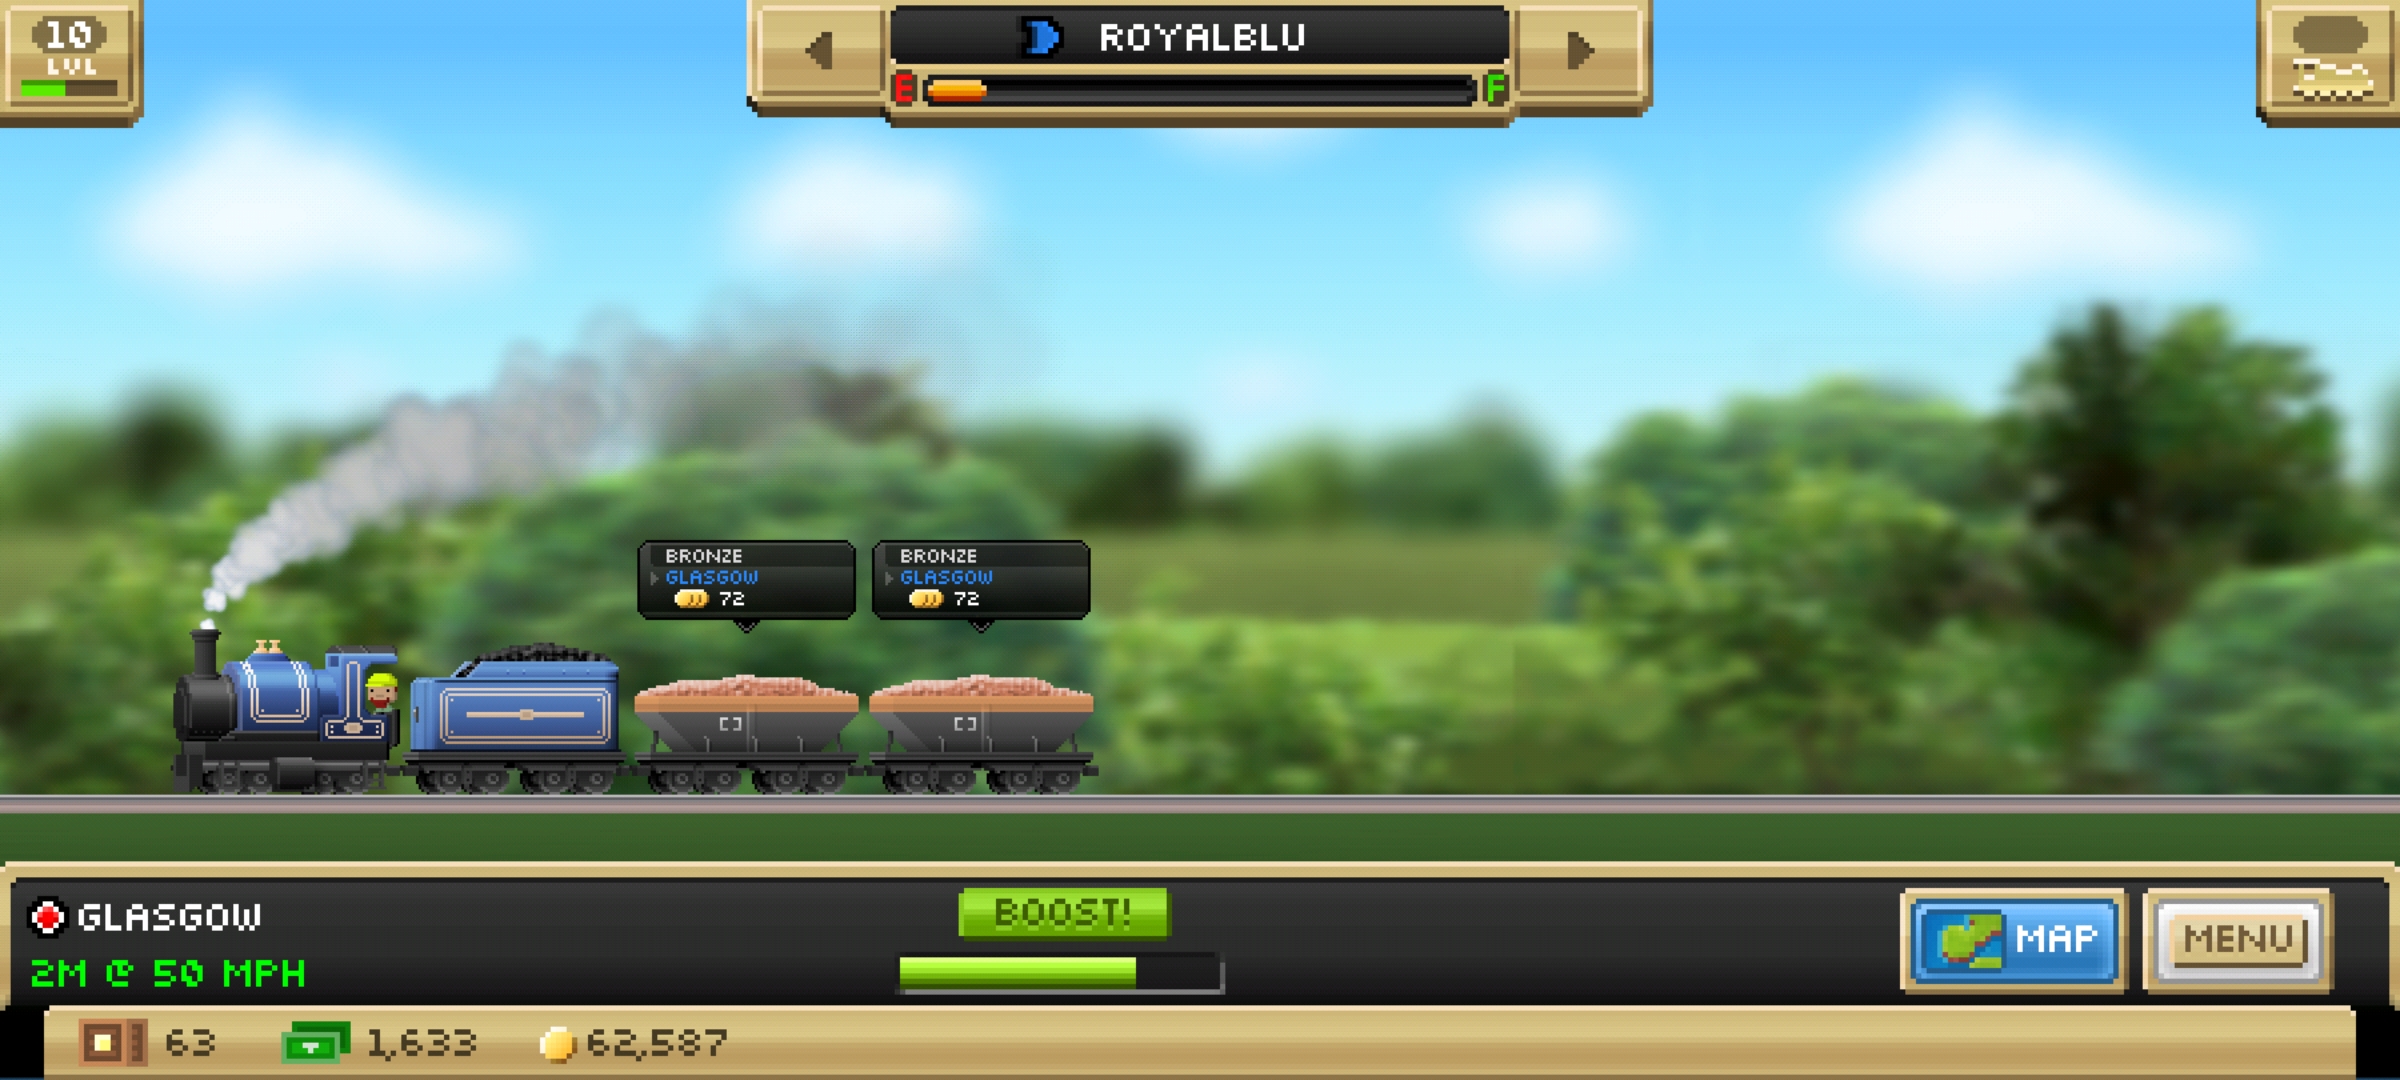 10
LVL
ROYALBLU
E F
BRONZE
GLASGOW
72
BRONZE
GLASGOW
72
GLASGOW
2M @ 50 MPH
BOOST!
MAP
MENU
63 1,633 62,587